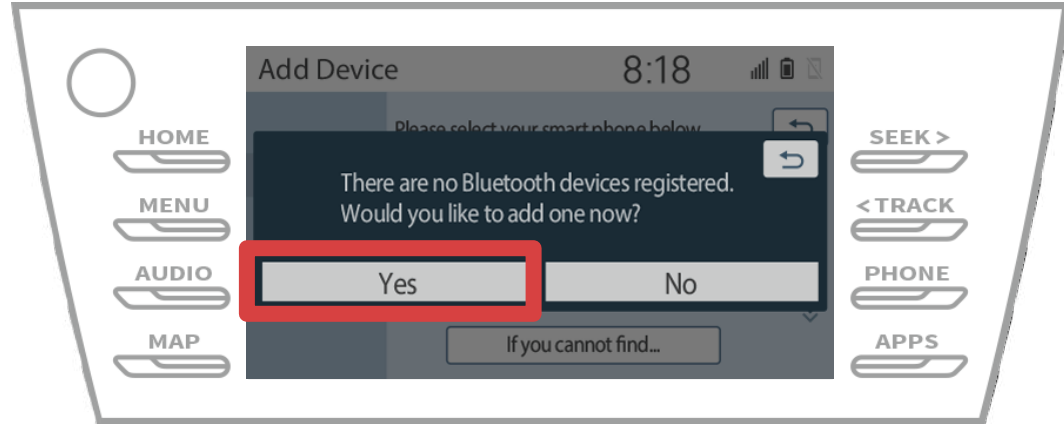 Add Device
8:18
Please select your smart phone below
HOME
MENU
AUDIO
MAP
There are no Bluetooth devices registered.
Would you like to add one now?
Yes
No
If you cannot find...
SEEK >
< TRACK
PHONE
APPS